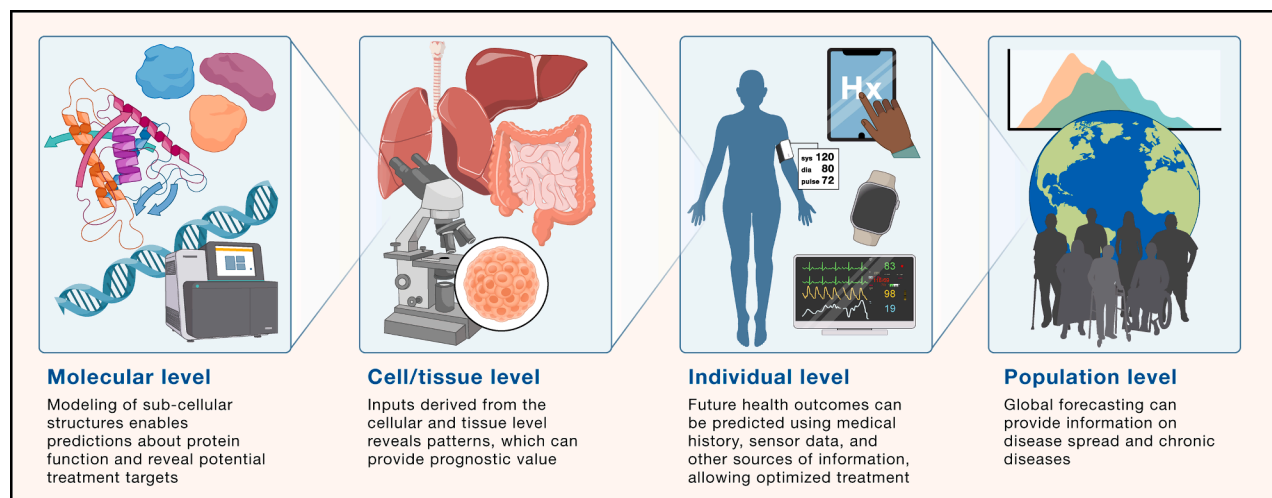 Hx
sys 120
dia 80
pulse 72
83
98
19
Molecular level
Modeling of sub-cellular
structures enables
predictions about protein
function and reveal potential
treatment targets
Cell/tissue level
Inputs derived from the
cellular and tissue level
reveals patterns, which can
provide prognostic value
Individual level
Future health outcomes can
be predicted using medical
history, sensor data, and
other sources of information,
allowing optimized treatment
Population level
Global forecasting can
provide information on
disease spread and chronic
diseases